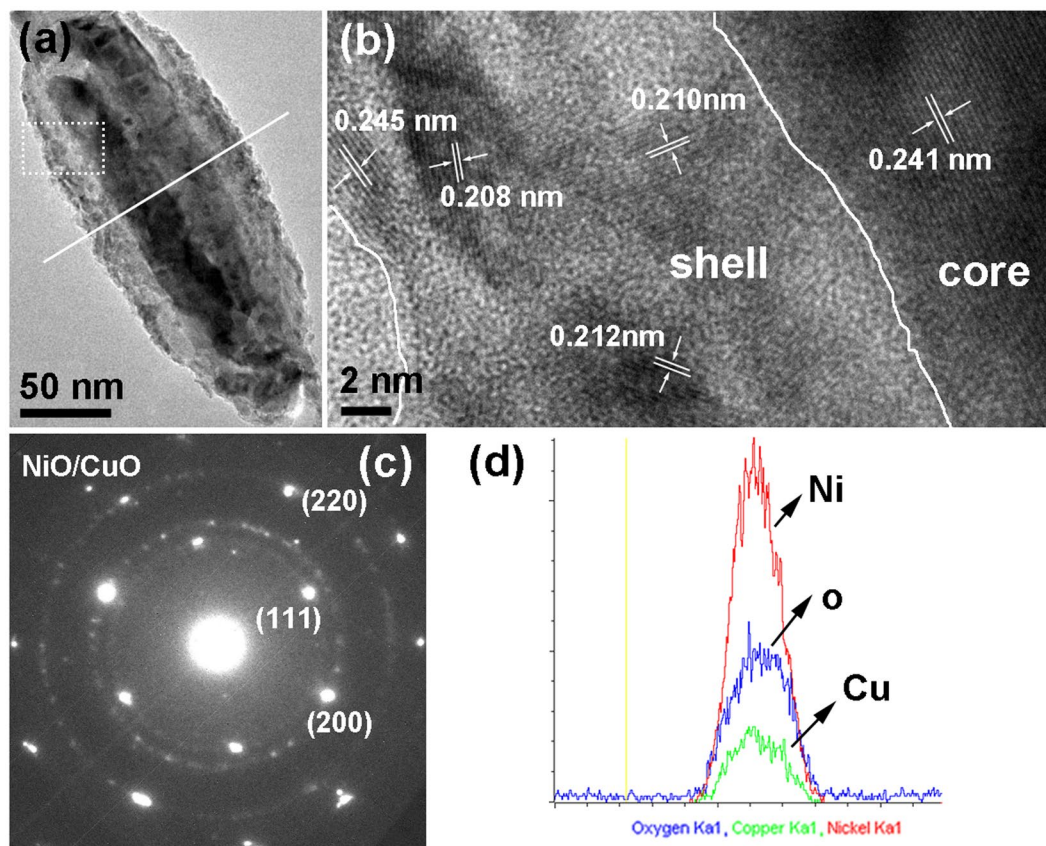 (a)
50 nm
(b)
0.245 nm
0.208 nm
0.210nm
0.241 nm
shell
core
0.212nm
2 nm
NiO/CuO
(c)
(220)
(111)
(200)
(d)
Ni
o
Cu
Oxygen Ka1, Copper Ka1, Nickel Ka1